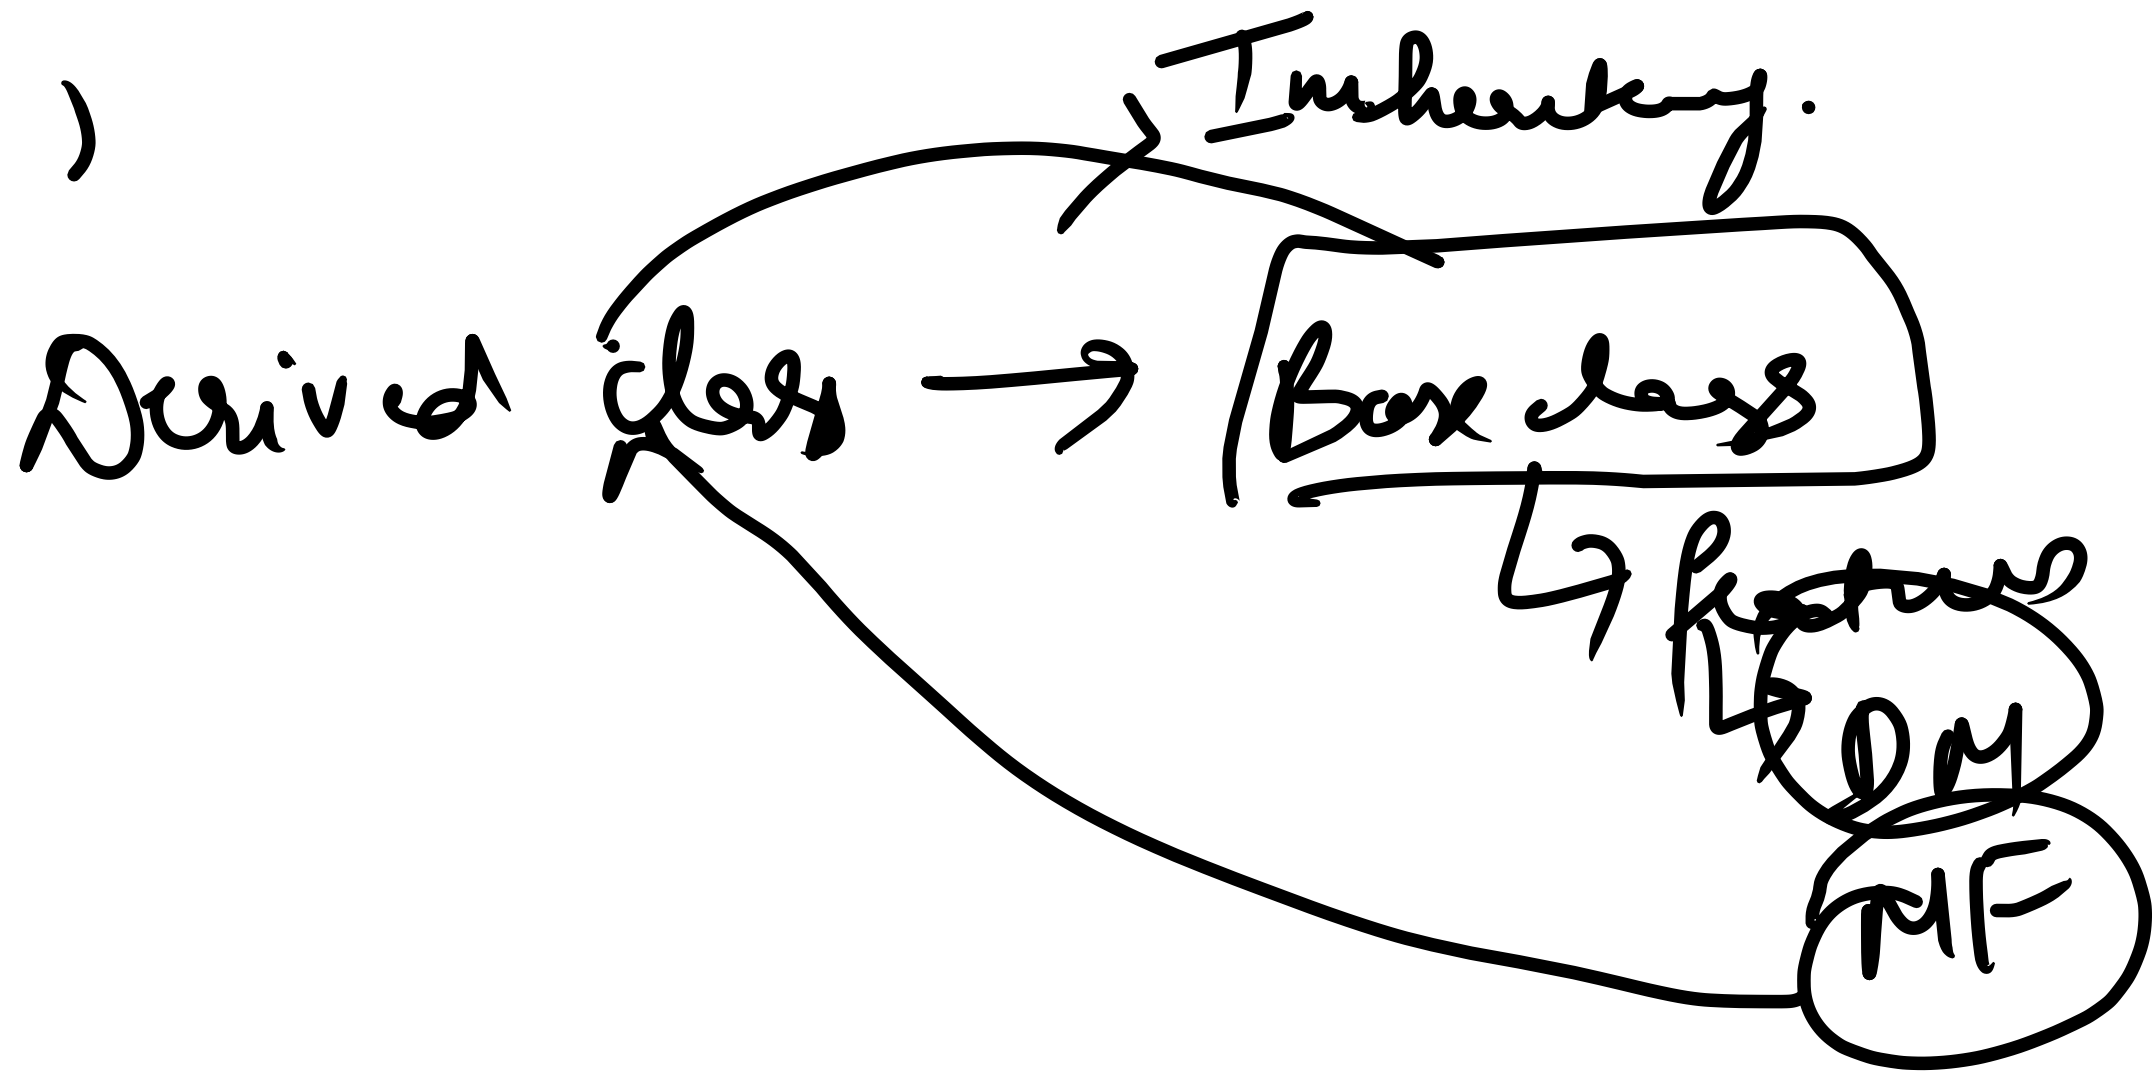 )
Inheritance.
Derived class → Base class
↳ features
↳ DM
MF